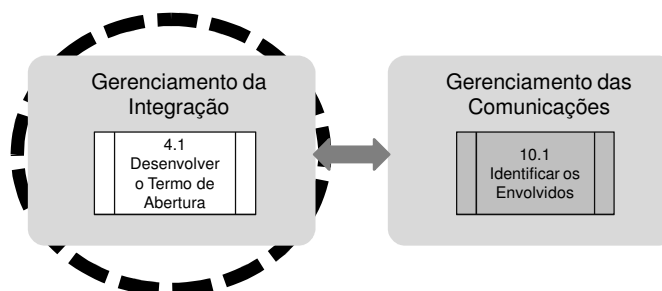 Gerenciamento da
Integração
4.1
Desenvolver
o Termo de
Abertura
Gerenciamento das
Comunicações
10.1
Identificar os
Envolvidos